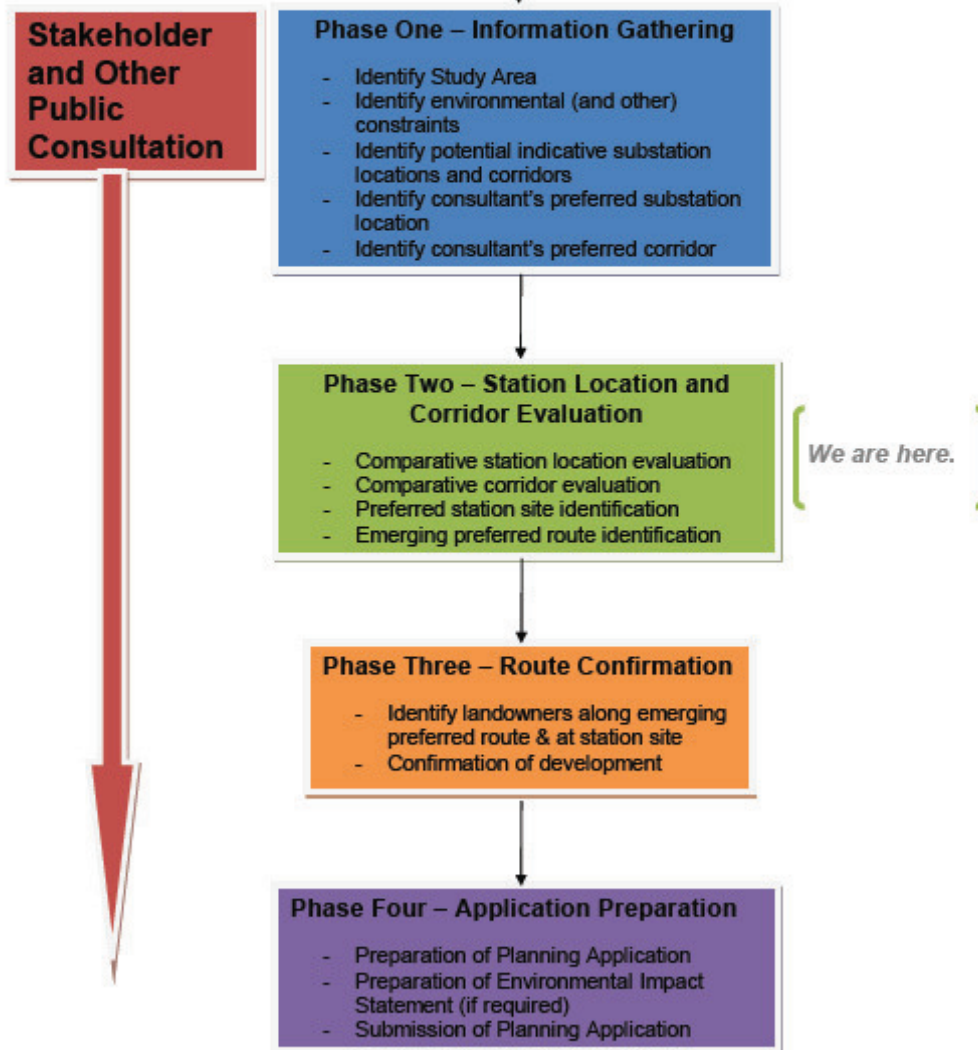 Stakeholder
and Other
Public
Consultation
Phase One – Information Gathering
- Identify Study Area
- Identify environmental (and other)
constraints
- Identify potential indicative substation
locations and corridors
- Identify consultant's preferred substation
location
- Identify consultant's preferred corridor
Phase Two – Station Location and
Corridor Evaluation
- Comparative station location evaluation
- Comparative corridor evaluation
- Preferred station site identification
- Emerging preferred route identification
We are here.
Phase Three – Route Confirmation
- Identify landowners along emerging
preferred route & at station site
- Confirmation of development
Phase Four – Application Preparation
- Preparation of Planning Application
- Preparation of Environmental Impact
Statement (if required)
- Submission of Planning Application